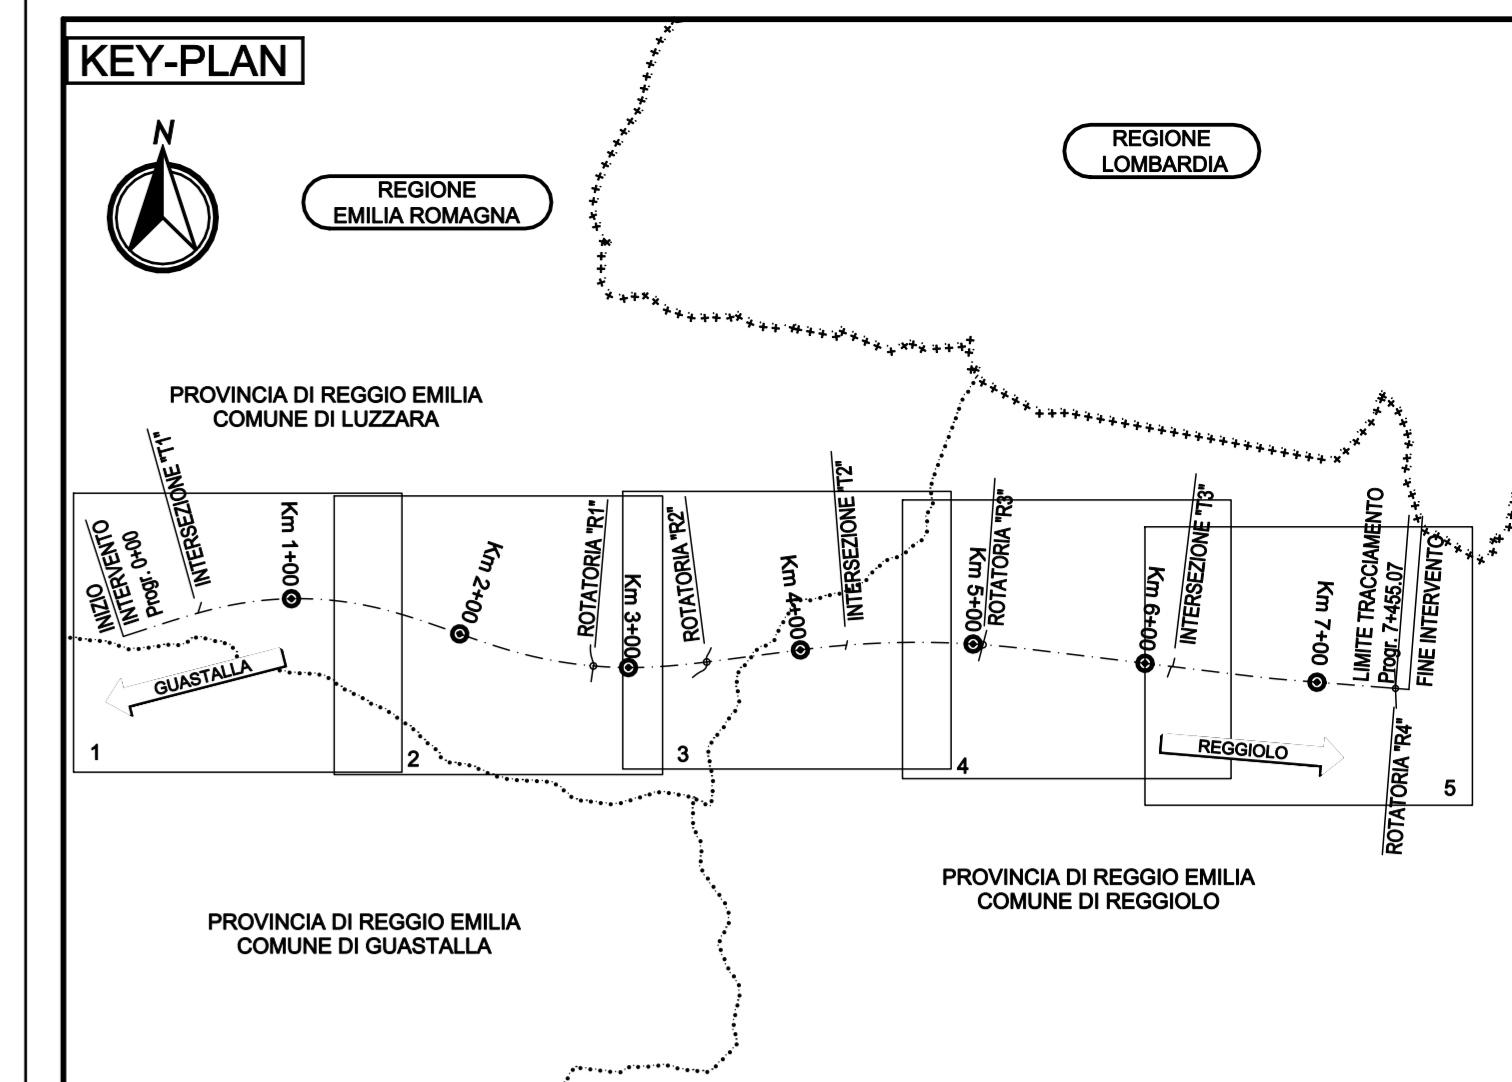 KEY-PLAN
N
REGIONE
EMILIA ROMAGNA
REGIONE
LOMBARDIA
PROVINCIA DI REGGIO EMILIA
COMUNE DI LUZZARA
INIZIO
INTERVENTO
Progr. 0+00
INTERSEZIONE "T1"
Km 1+00
Km 2+00
ROTATORIA "R1"
Km 3+00
ROTATORIA "R2"
Km 4+00
INTERSEZIONE "T2"
Km 5+00
ROTATORIA "R3"
Km 6+00
INTERSEZIONE "T3"
Km 7+00
LIMITE TRACCIAMENTO
Progr. 7+455.07
FINE INTERVENTO
ROTATORIA "R4"
GUASTALLA
REGGIOLO
1
2
3
4
5
PROVINCIA DI REGGIO EMILIA
COMUNE DI REGGIOLO
PROVINCIA DI REGGIO EMILIA
COMUNE DI GUASTALLA